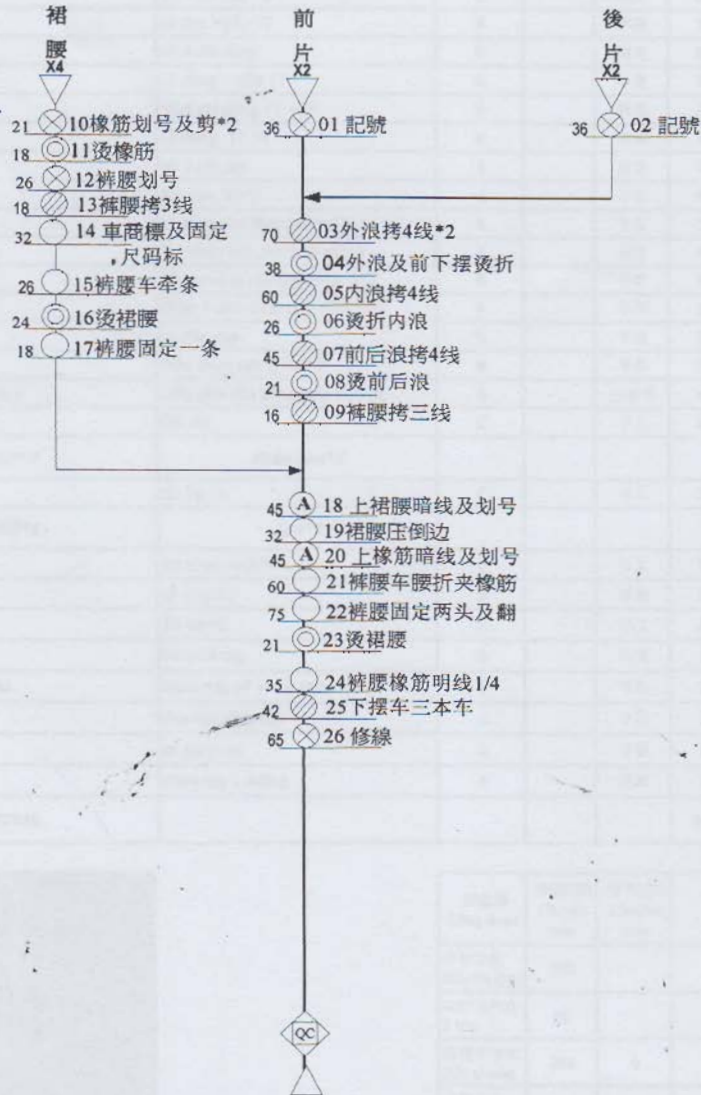 裙腰
X4
21 10橡筋划号及剪*2
18 11烫橡筋
26 12裤腰划号
18 13裤腰拷3线
32 14 車商標及固定
,尺码标
26 15裤腰车牵条
24 16烫裙腰
18 17裤腰固定一条
前片
X2
36 01 記號
後片
X2
36 02 記號
70 03外浪拷4线*2
38 04外浪及前下摆烫折
60 05内浪拷4线
26 06烫折内浪
45 07前后浪拷4线
21 08烫前后浪
16 09裤腰拷三线
45 A 18 上裙腰暗线及划号
32 19裙腰压倒边
45 A 20 上橡筋暗线及划号
60 21裤腰车腰折夹橡筋
75 22裤腰固定两头及翻
21 23烫裙腰
35 24裤腰橡筋明线1/4
42 25下摆车三本车
65 26 修線
QC